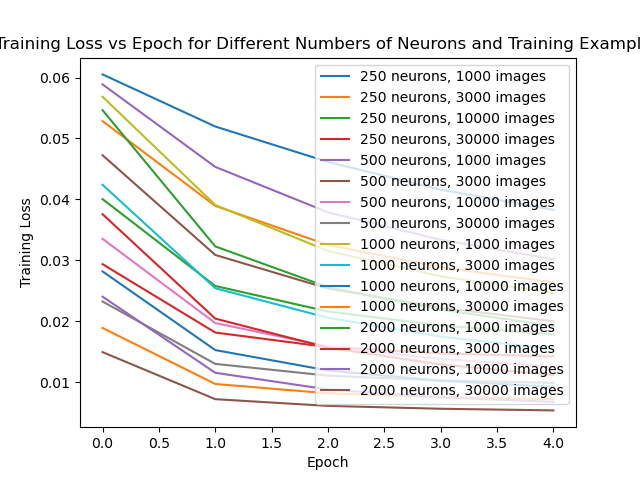 Training Loss vs Epoch for Different Numbers of Neurons and Training Exampl
0.06
0.05
0.04
0.03
0.02
0.01
Training Loss
250 neurons, 1000 images
250 neurons, 3000 images
250 neurons, 10000 images
250 neurons, 30000 images
500 neurons, 1000 images
500 neurons, 3000 images
500 neurons, 10000 images
500 neurons, 30000 images
1000 neurons, 1000 images
1000 neurons, 3000 images
1000 neurons, 10000 images
1000 neurons, 30000 images
2000 neurons, 1000 images
2000 neurons, 3000 images
2000 neurons, 10000 images
2000 neurons, 30000 images
0.0 0.5 1.0 1.5 2.0 2.5 3.0 3.5 4.0
Epoch